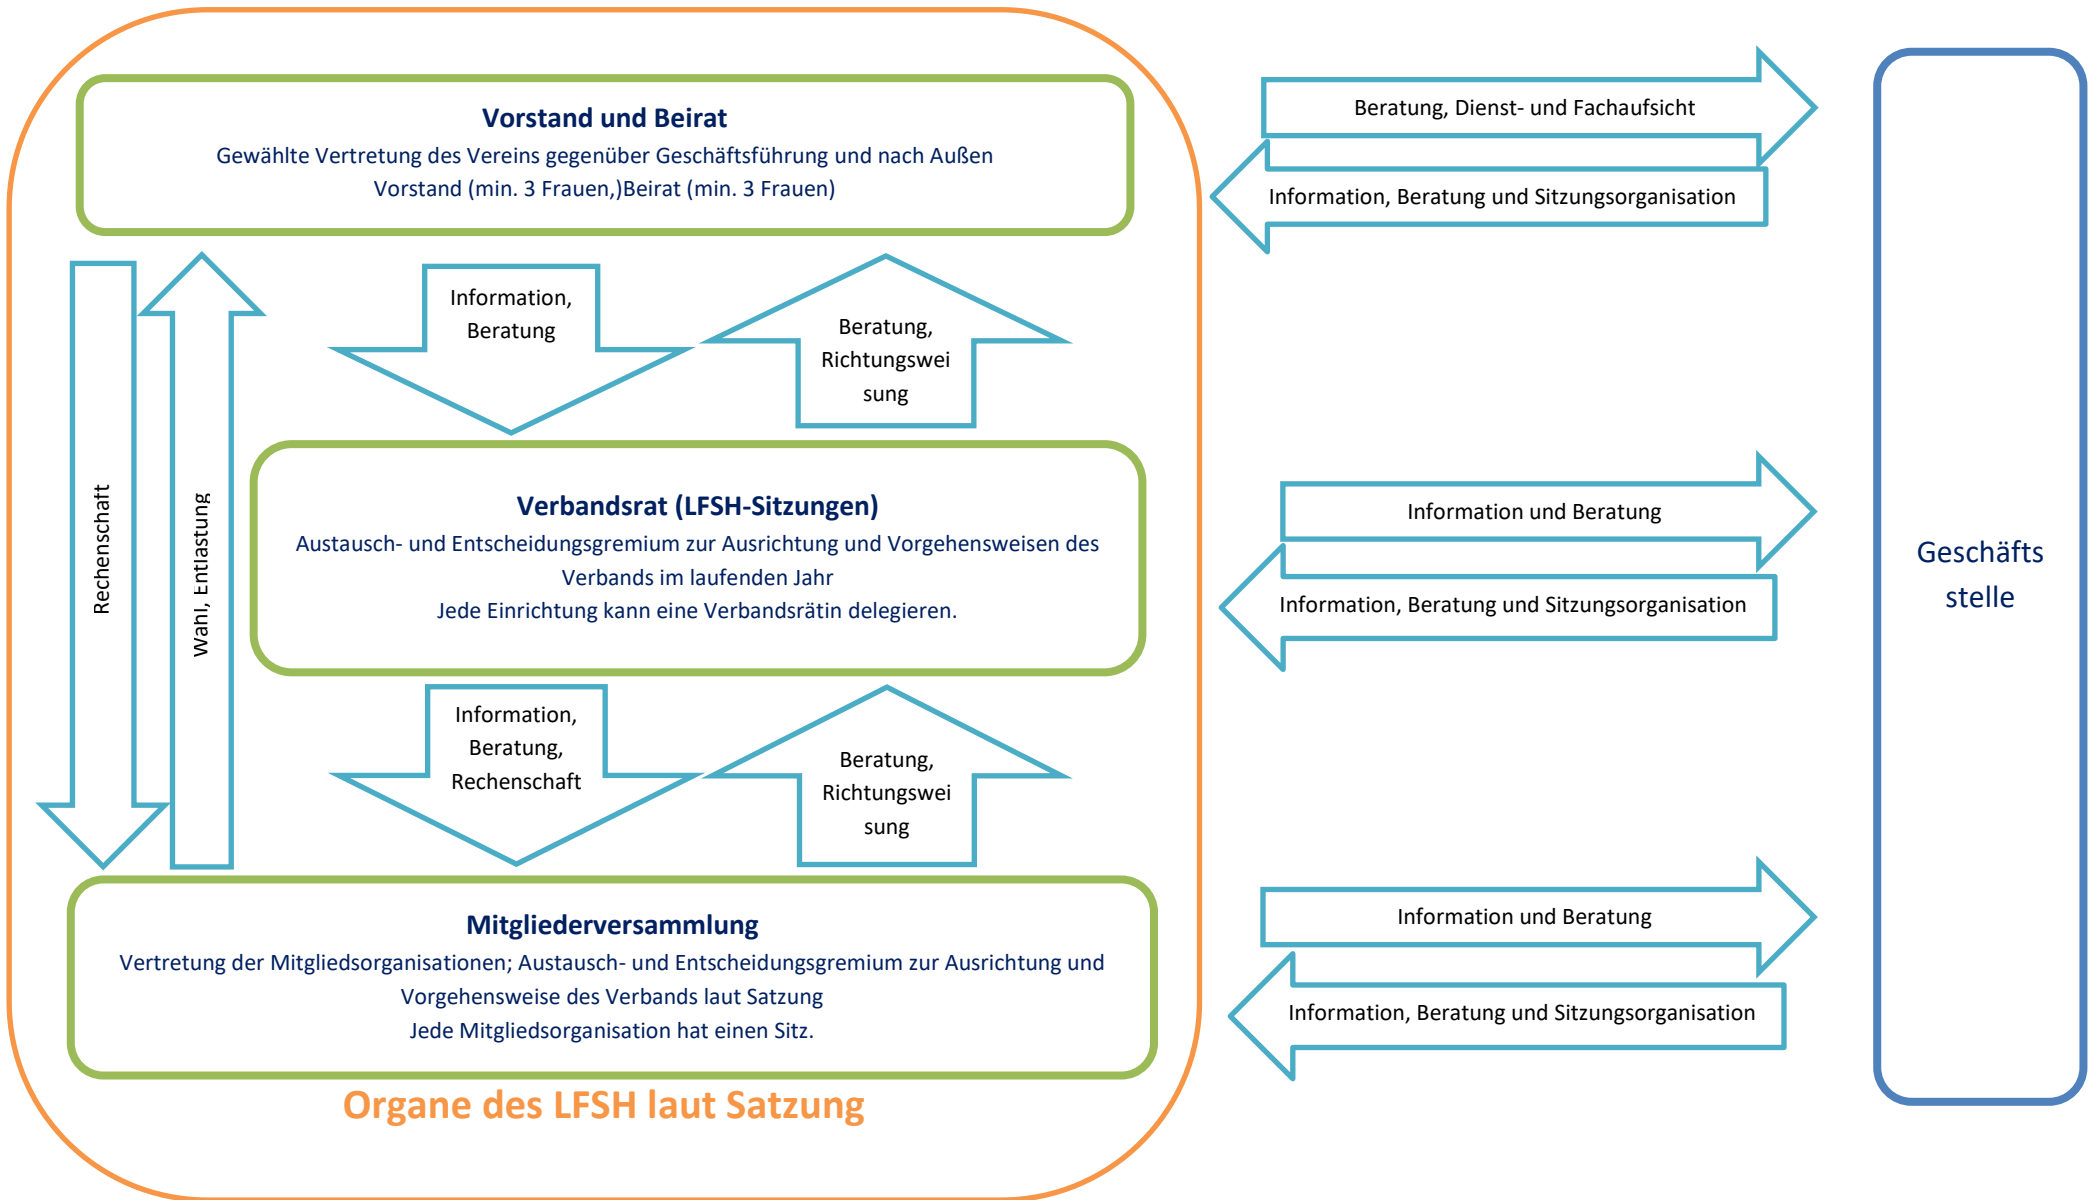 Vorstand und Beirat
Gewählte Vertretung des Vereins gegenüber Geschäftsführung und nach Außen
Vorstand (min. 3 Frauen,)Beirat (min. 3 Frauen)
Beratung, Dienst- und Fachaufsicht
Information, Beratung und Sitzungsorganisation
Information,
Beratung
Beratung,
Richtungswei
sung
Rechenschaft
Wahl, Entlastung
Verbandsrat (LFSH-Sitzungen)
Austausch- und Entscheidungsgremium zur Ausrichtung und Vorgehensweisen des
Verbands im laufenden Jahr
Jede Einrichtung kann eine Verbandsrätin delegieren.
Information und Beratung
Information, Beratung und Sitzungsorganisation
Geschäfts
stelle
Information,
Beratung,
Rechenschaft
Beratung,
Richtungswei
sung
Mitgliederversammlung
Vertretung der Mitgliedsorganisationen; Austausch- und Entscheidungsgremium zur Ausrichtung und
Vorgehensweise des Verbands laut Satzung
Jede Mitgliedsorganisation hat einen Sitz.
Information und Beratung
Information, Beratung und Sitzungsorganisation
Organe des LFSH laut Satzung